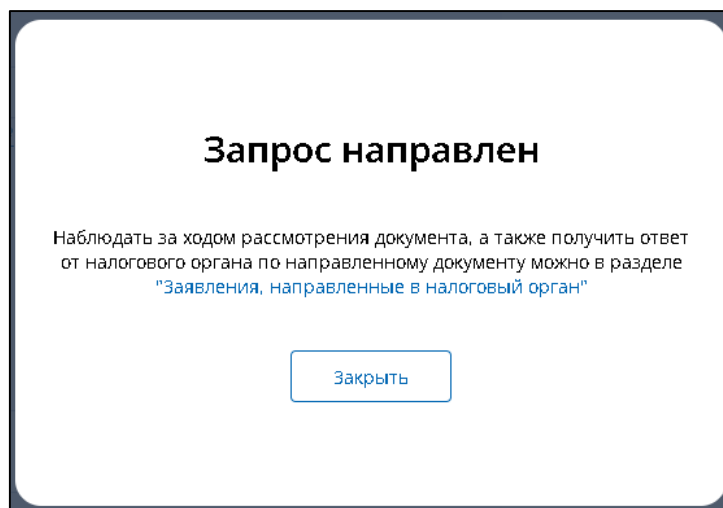 Запрос направлен
Наблюдать за ходом рассмотрения документа, а также получить ответ
от налогового органа по направленному документу можно в разделе
"Заявления, направленные в налоговый орган"
Закрыть